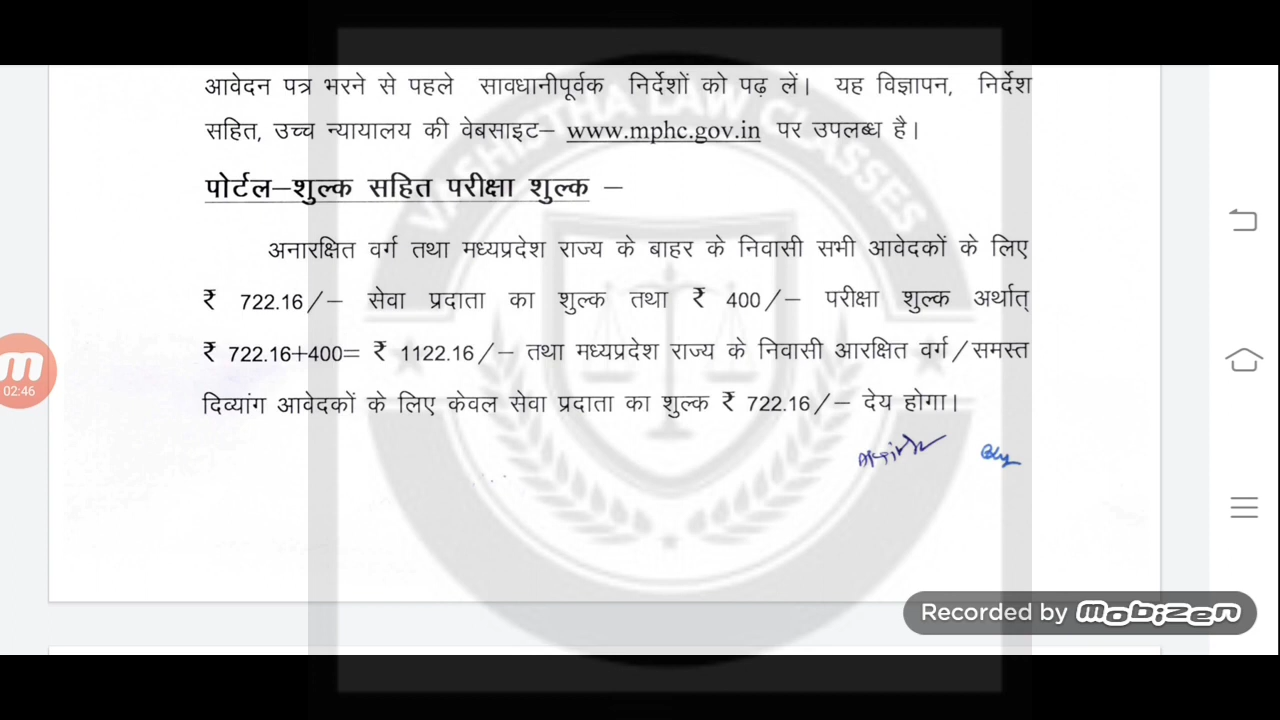 आवेदन पत्र भरने से पहले सावधानीपूर्वक निर्देशों को पढ़ लें। यह विज्ञापन, निर्देश
सहित, उच्च न्यायालय की वेबसाइट– www.mphc.gov.in पर उपलब्ध है।
पोर्टल–शुल्क सहित परीक्षा शुल्क –
अनारक्षित वर्ग तथा मध्यप्रदेश राज्य के बाहर के निवासी सभी आवेदकों के लिए
₹ 722.16/– सेवा प्रदाता का शुल्क तथा ₹ 400/– परीक्षा शुल्क अर्थात्
₹ 722.16+400= ₹ 1122.16/– तथा मध्यप्रदेश राज्य के निवासी आरक्षित वर्ग/समस्त
दिव्यांग आवेदकों के लिए केवल सेवा प्रदाता का शुल्क ₹ 722.16/– देय होगा।
VASHISTHA LAW CLASSES
02:46
Recorded by mobizen